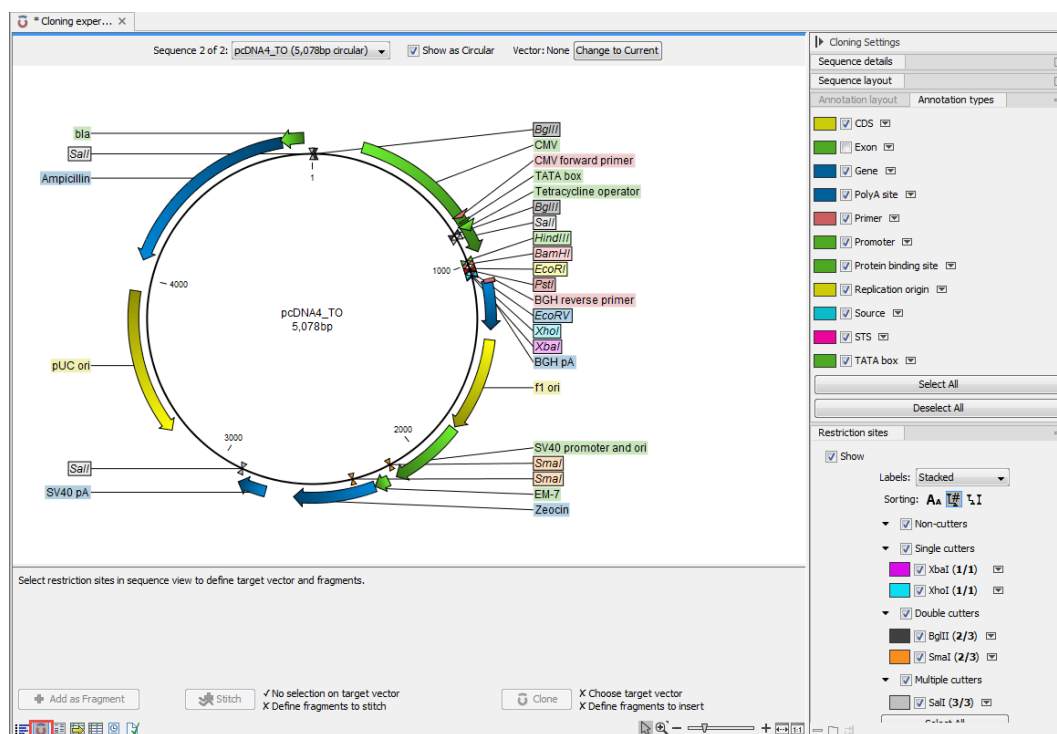 * Cloning exper...
Sequence 2 of 2: pcDNA4_TO (5,078bp circular) Show as Circular Vector: None Change to Current
bla
SalI
Ampicillin
BglII
CMV
CMV forward primer
TATA box
Tetracycline operator
BglII
SalI
HindIII
BamHI
EcoRI
PstI
BGH reverse primer
EcoRV
XhoI
XbaI
BGH pA
f1 ori
SV40 promoter and ori
SmaI
SmaI
EM-7
Zeocin
pUC ori
SalI
SV40 pA
1
1000
2000
3000
4000
pcDNA4_TO
5,078bp
Select restriction sites in sequence view to define target vector and fragments.
Add as Fragment
Stitch
✓ No selection on target vector
✗ Define fragments to stitch
Clone
✗ Choose target vector
✗ Define fragments to insert
1:1
Cloning Settings
Sequence details
Sequence layout
Annotation layout Annotation types
CDS
Exon
Gene
PolyA site
Primer
Promoter
Protein binding site
Replication origin
Source
STS
TATA box
Select All
Deselect All
Restriction sites
Show
Labels: Stacked
Sorting:
Non-cutters
Single cutters
XbaI (1/1)
XhoI (1/1)
Double cutters
BglII (2/3)
SmaI (2/3)
Multiple cutters
SalI (3/3)
Select All